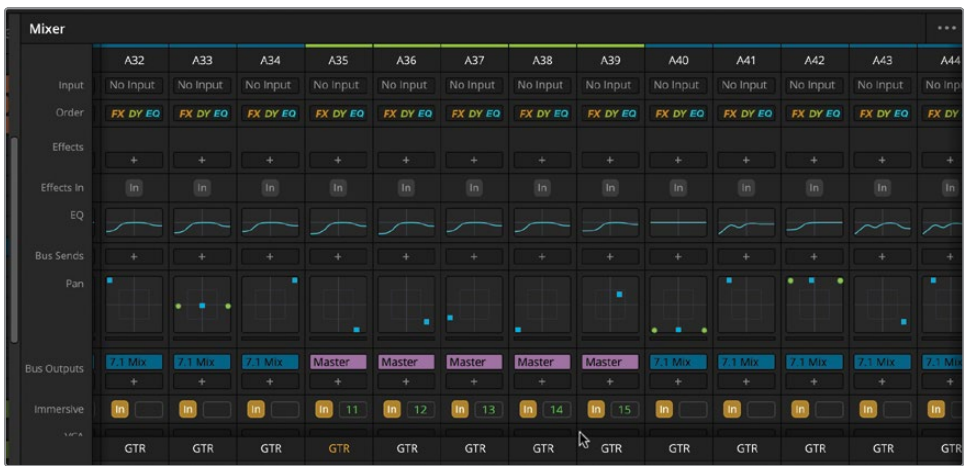 Mixer
A32 A33 A34 A35 A36 A37 A38 A39 A40 A41 A42 A43 A44
Input No Input No Input No Input No Input No Input No Input No Input No Input No Input No Input No Input No Input No Inp
Order FX DY EQ FX DY EQ FX DY EQ FX DY EQ FX DY EQ FX DY EQ FX DY EQ FX DY EQ FX DY EQ FX DY EQ FX DY EQ FX DY EQ FX DY
Effects + + + + + + + + + + + + +
Effects In In In In In In In In In In In In In In
EQ
Bus Sends + + + + + + + + + + + + +
Pan
Bus Outputs 7.1 Mix 7.1 Mix 7.1 Mix Master Master Master Master Master 7.1 Mix 7.1 Mix 7.1 Mix 7.1 Mix 7.1 Mi
+ + + + + + + + + + + + +
Immersive In In In In 11 In 12 In 13 In 14 In 15 In In In In In
VCA
GTR GTR GTR GTR GTR GTR GTR GTR GTR GTR GTR GTR GTR